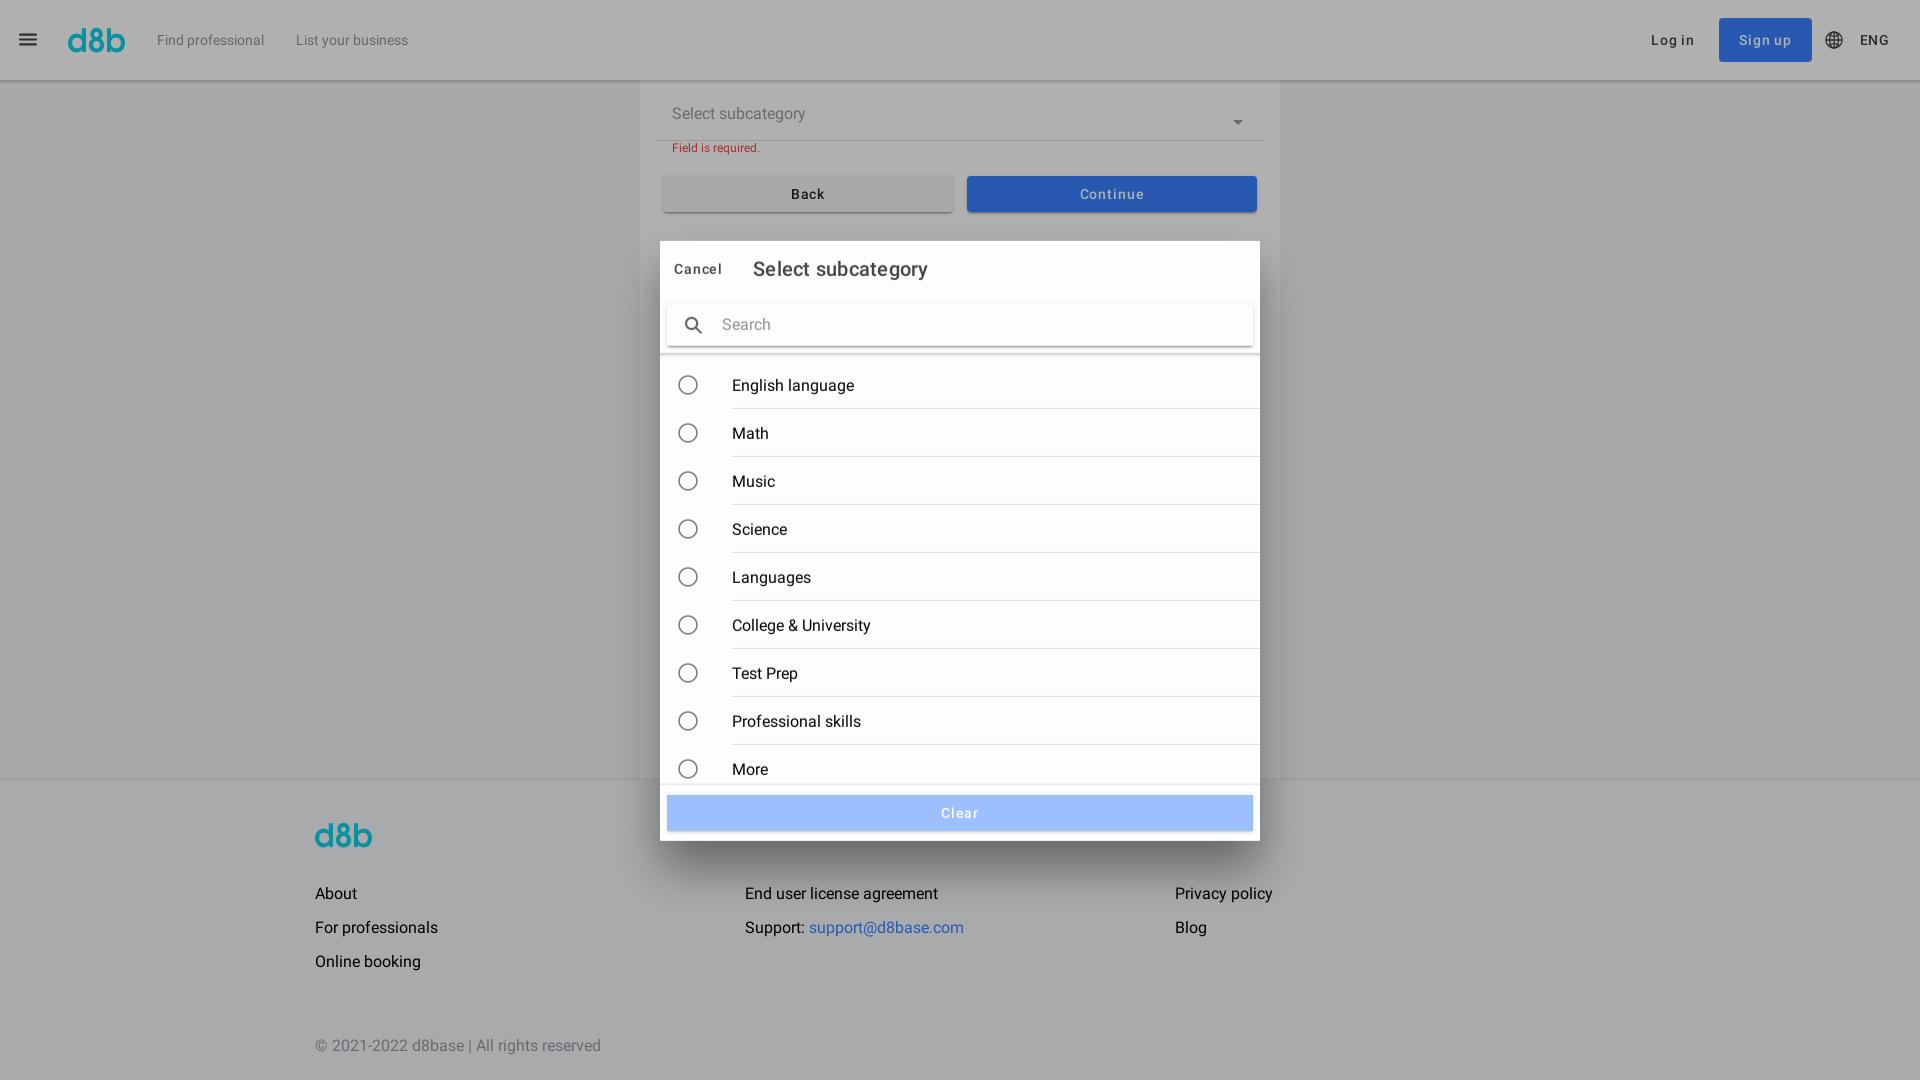 d8b
Find professional
List your business
Log in
Sign up
ENG
Select subcategory
Field is required.
Back
Continue
Cancel
Select subcategory
Search
English language
Math
Music
Science
Languages
College & University
Test Prep
Professional skills
More
Clear
d8b
About
End user license agreement
Privacy policy
For professionals
Support: support@d8base.com
Blog
Online booking
© 2021-2022 d8base | All rights reserved